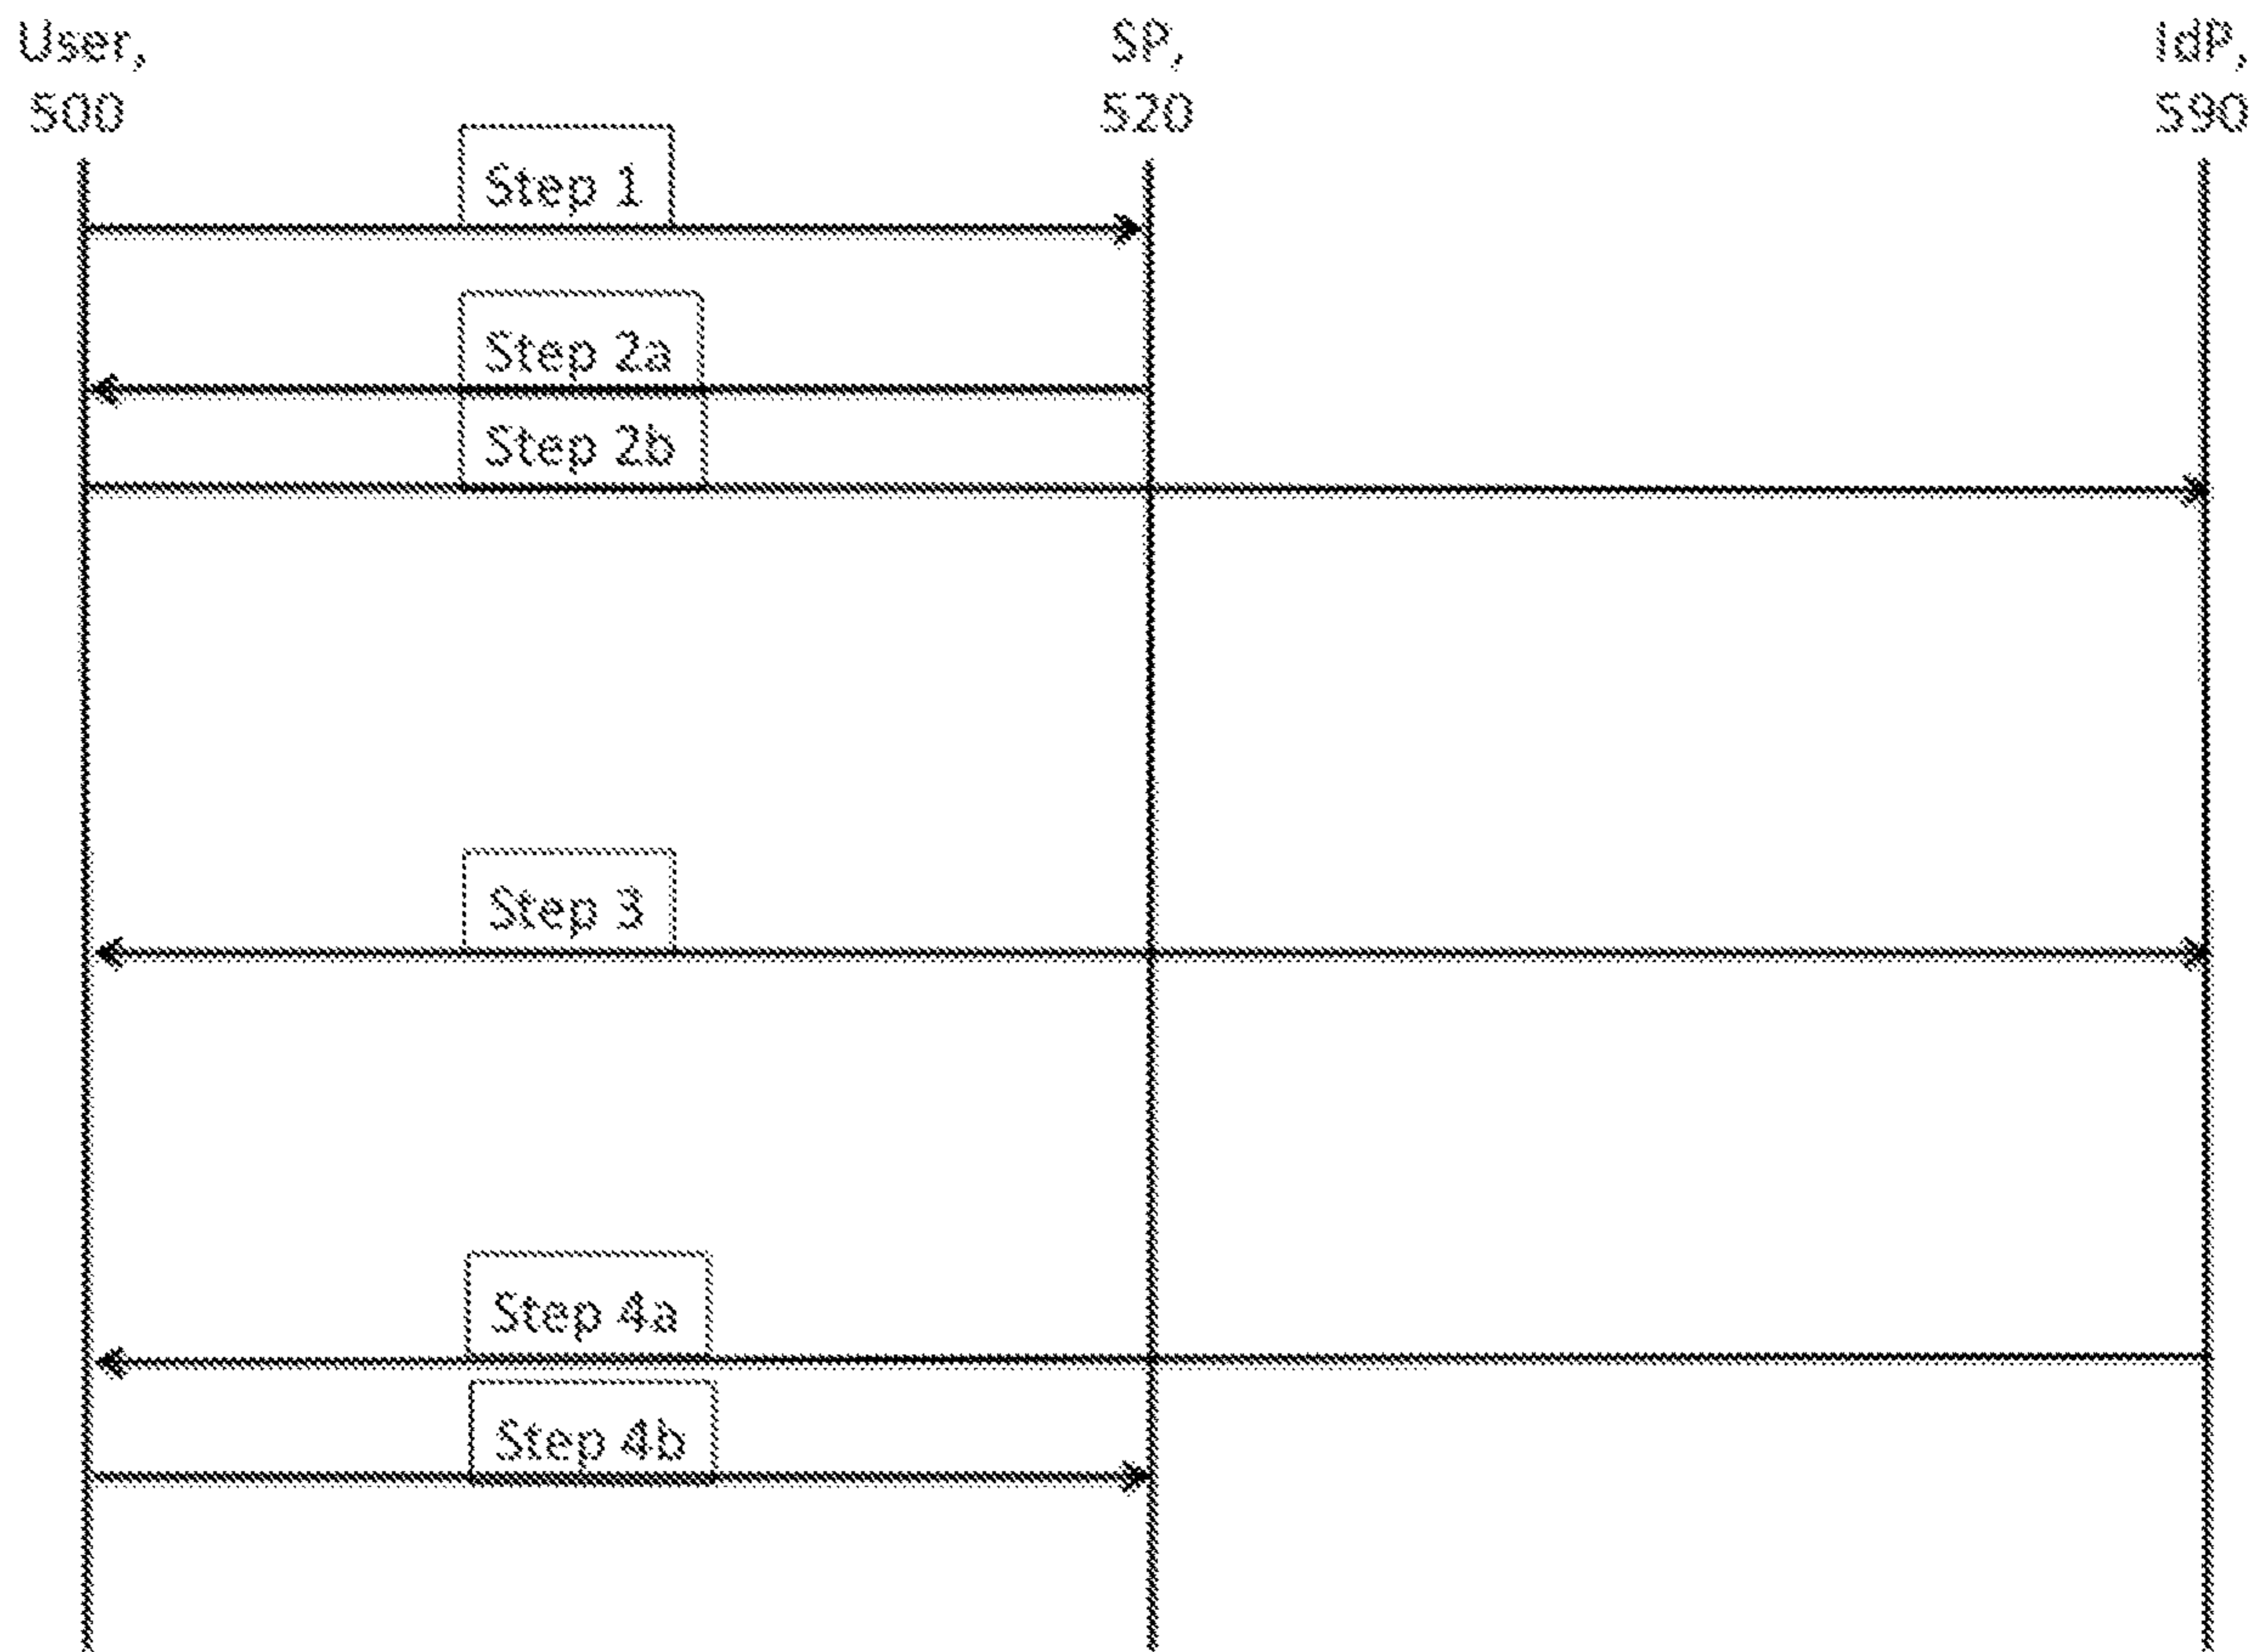 User,
500
SP,
520
IdP,
590
Step 1
Step 2a
Step 2b
Step 3
Step 4a
Step 4b